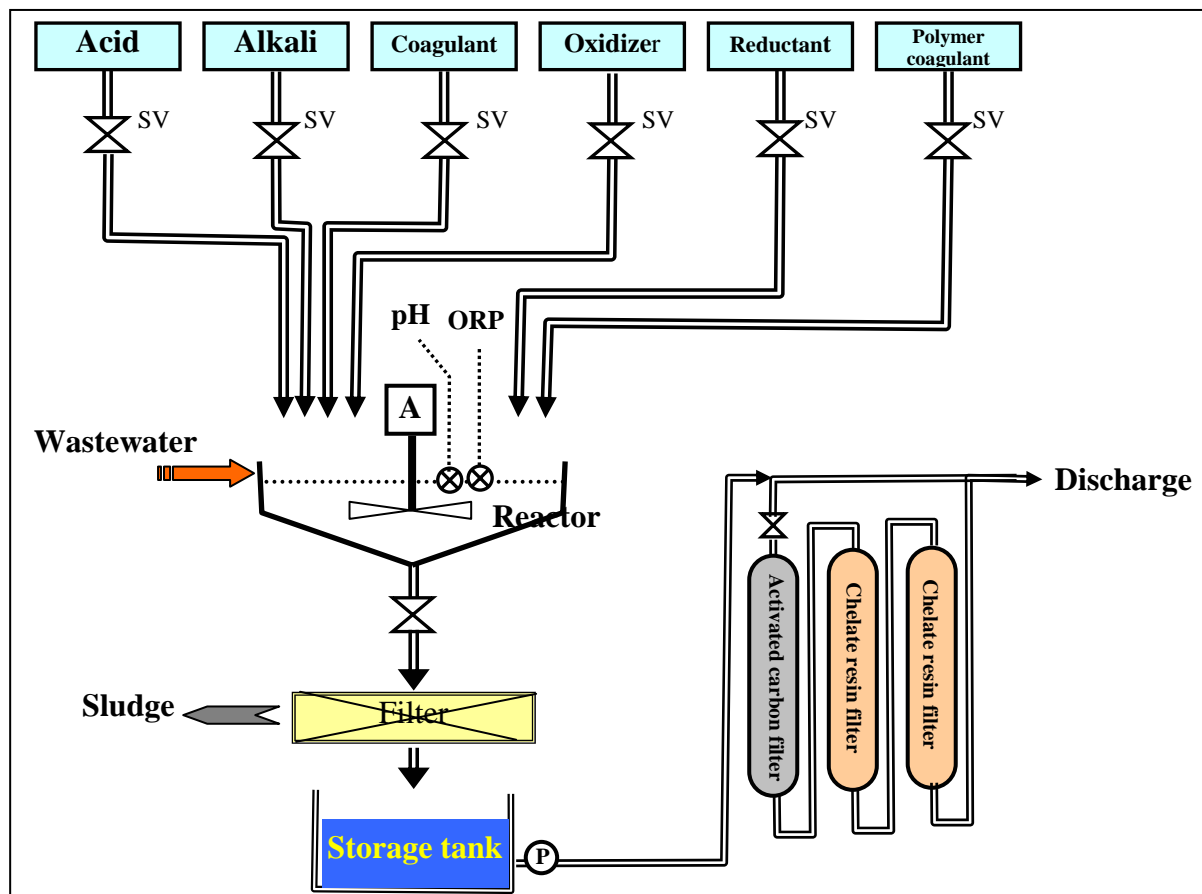 Acid
Alkali
Coagulant
Oxidizer
Reductant
Polymer
coagulant
SV
SV
SV
SV
SV
SV
pH
ORP
A
Wastewater
Reactor
Discharge
Activated carbon filter
Chelate resin filter
Chelate resin filter
Sludge
Filter
Storage tank
P